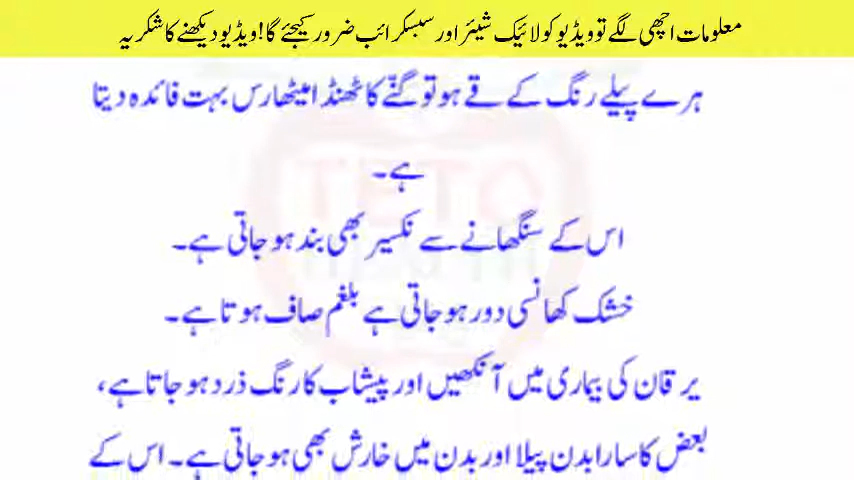 معلومات اچھی لگے تو ویڈیو کو لائیک شیئر اور سبسکرائب ضرور کیجئے گا! ویڈیو دیکھنے کا شکریہ
ہرے پیلے رنگ کے قے ہو تو گنّے کا ٹھنڈا میٹھا رس بہت فائدہ دیتا
ہے۔
اس کے سنگھانے سے نکسیر بھی بند ہو جاتی ہے۔
خشک کھانسی دور ہو جاتی ہے بلغم صاف ہوتا ہے۔
یرقان کی بیماری میں آنکھیں اور پیشاب کا رنگ ذرد ہو جاتا ہے،
بعض کا سارا بدن پیلا اور بدن میں خارش بھی ہو جاتی ہے۔ اس کے